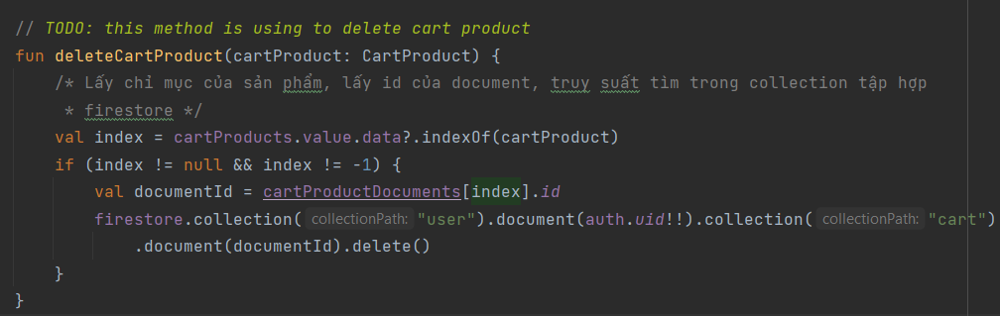 // TODO: this method is using to delete cart product
fun deleteCartProduct(cartProduct: CartProduct) {
/* Lấy chỉ mục của sản phẩm, lấy id của document, truy suất tìm trong collection tập hợp
* firestore */
val index = cartProducts.value.data?.indexOf(cartProduct)
if (index != null && index != -1) {
val documentId = cartProductDocuments[index].id
firestore.collection( collectionPath: "user").document(auth.uid!!).collection( collectionPath: "cart")
.document(documentId).delete()
}
}